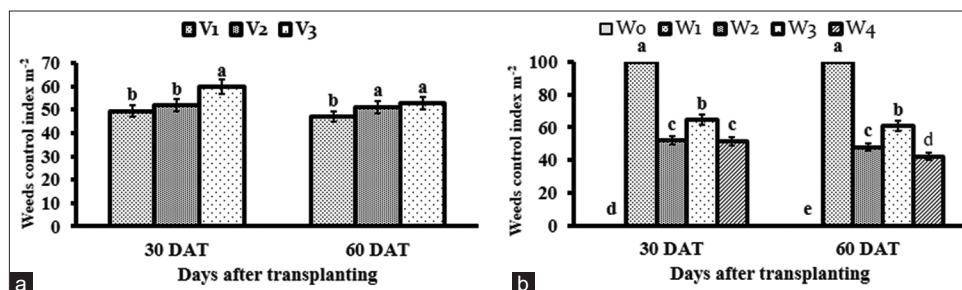 V1 V2 V3
Weeds control index m-2
70
60
50
40
30
20
10
0
b b a
b a a
30 DAT 60 DAT
Days after transplanting
a
W0 W1 W2 W3 W4
Weeds control index m-2
100
80
60
40
20
0
d a c b c
e a c b d
30 DAT 60 DAT
Days after transplanting
b